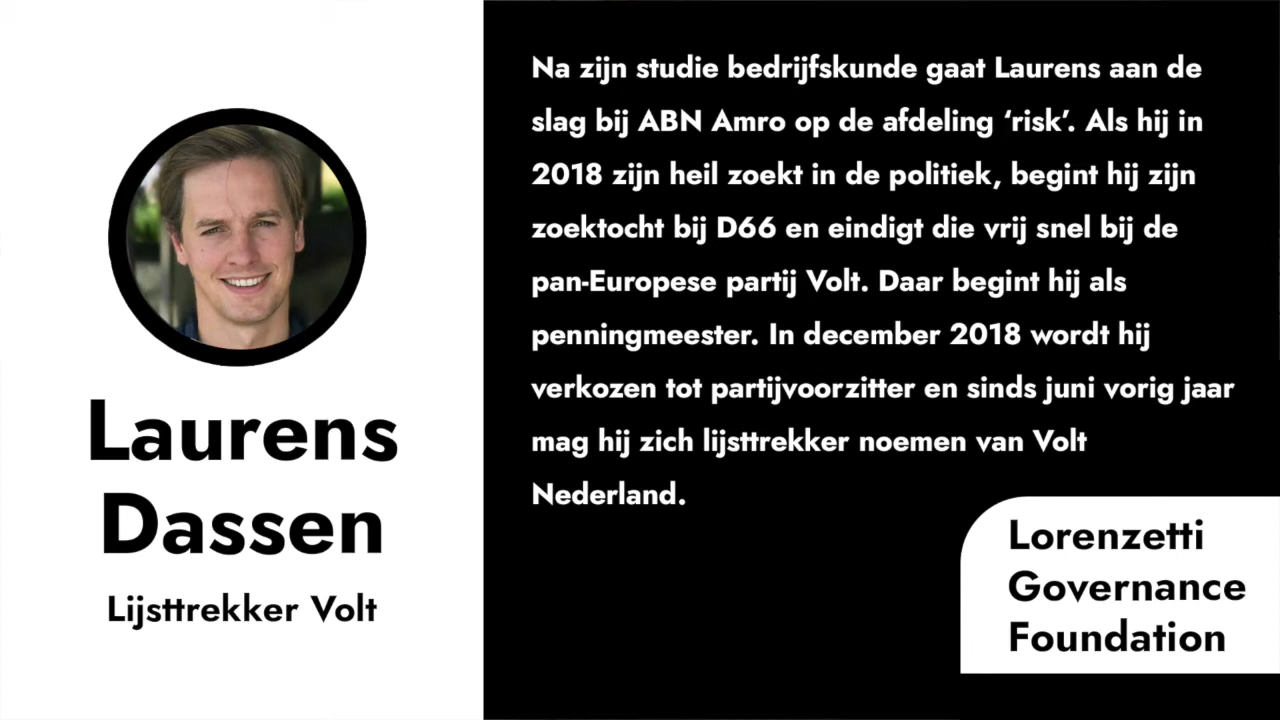 Laurens
Dassen
Lijsttrekker Volt
Na zijn studie bedrijfskunde gaat Laurens aan de
slag bij ABN Amro op de afdeling ‘risk’. Als hij in
2018 zijn heil zoekt in de politiek, begint hij zijn
zoektocht bij D66 en eindigt die vrij snel bij de
pan-Europese partij Volt. Daar begint hij als
penningmeester. In december 2018 wordt hij
verkozen tot partijvoorzitter en sinds juni vorig jaar
mag hij zich lijsttrekker noemen van Volt
Nederland.
Lorenzetti
Governance
Foundation